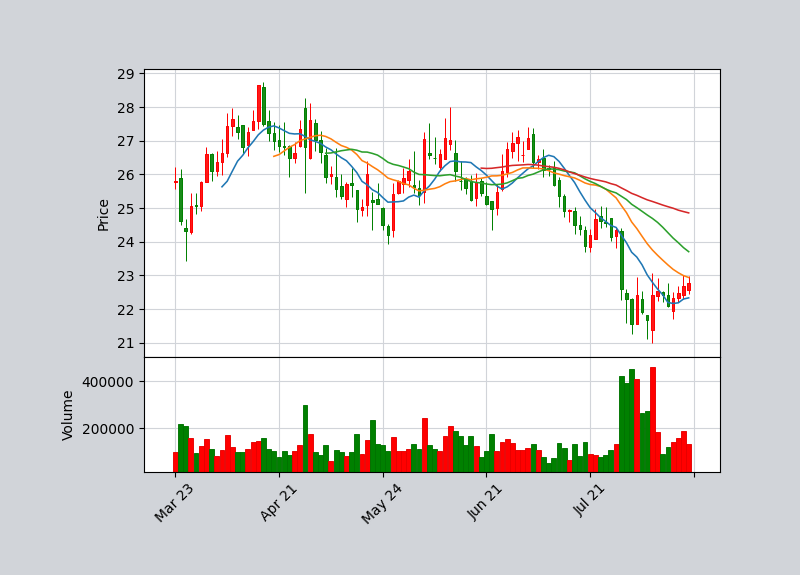 29
28
27
26
25
24
23
22
21
Price
400000
200000
Volume
Mar 23
Apr 21
May 24
Jun 21
Jul 21